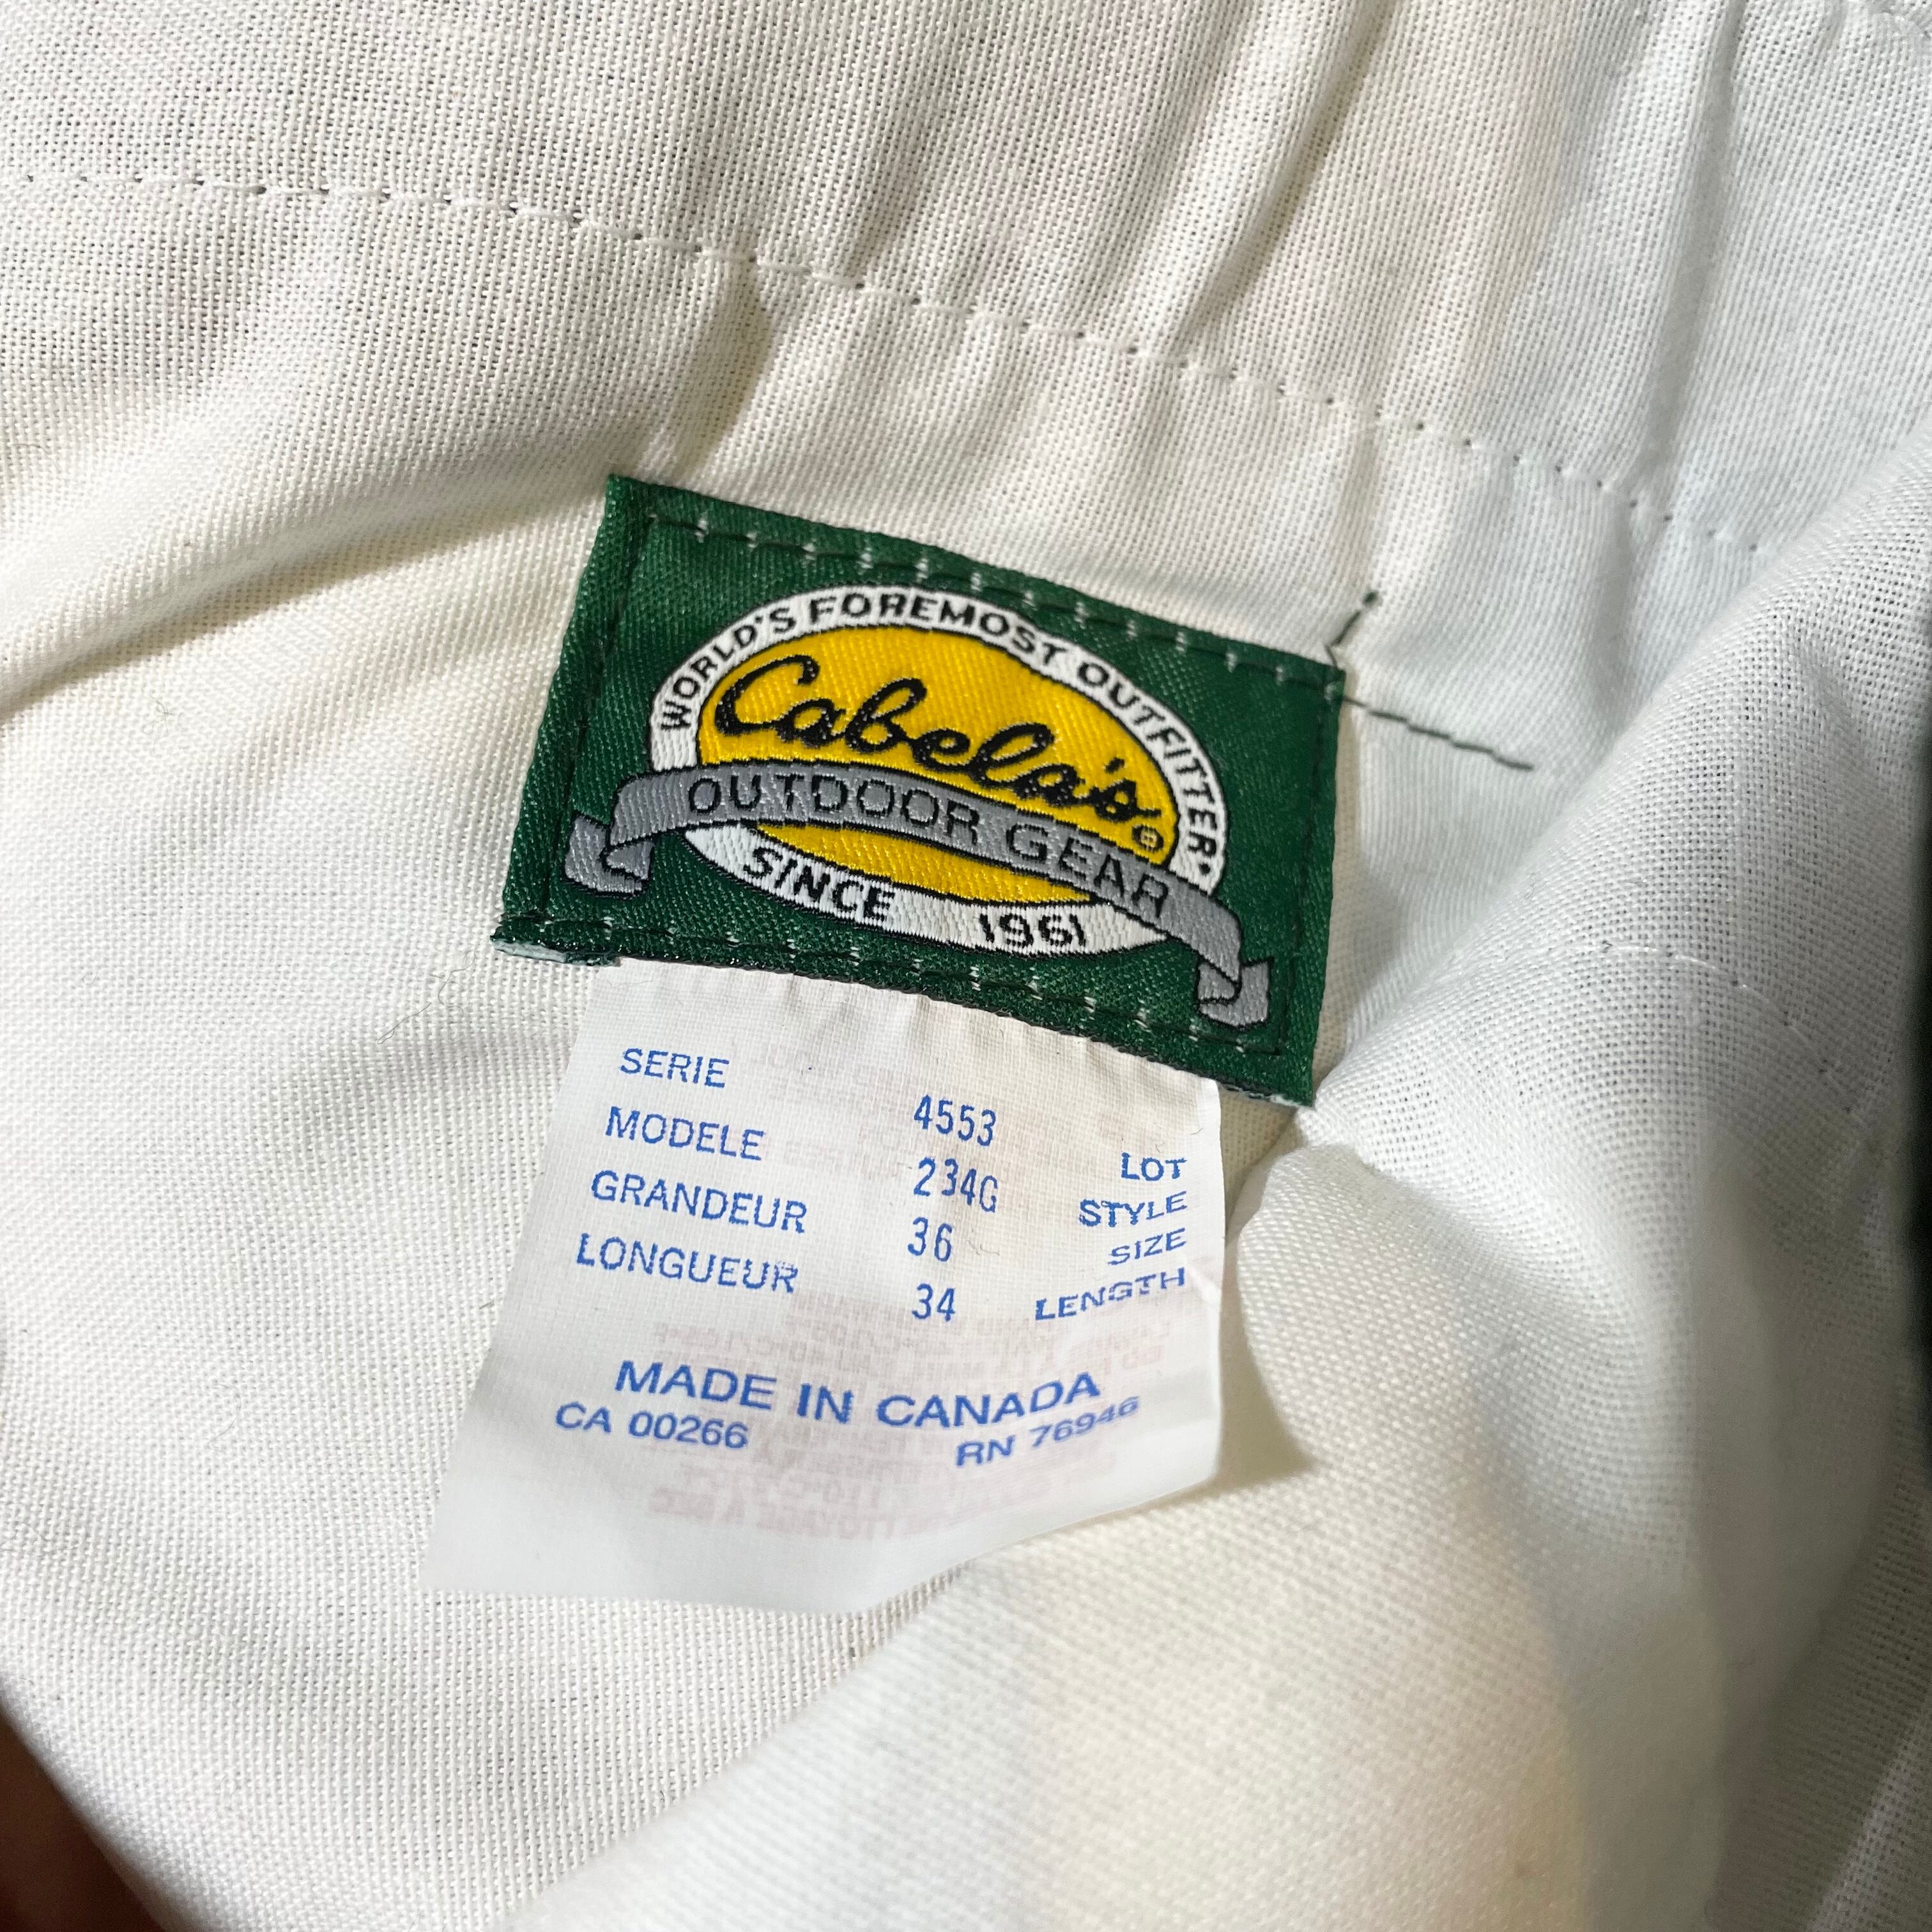 WORLD'S FOREMOST OUTFITTER
Cabela's®
OUTDOOR GEAR
SINCE 1961
SERIE 4553 LOT
MODELE 234G STYLE
GRANDEUR 36 SIZE
LONGUEUR 34 LENGTH
MADE IN CANADA
CA 00266 RN 76946